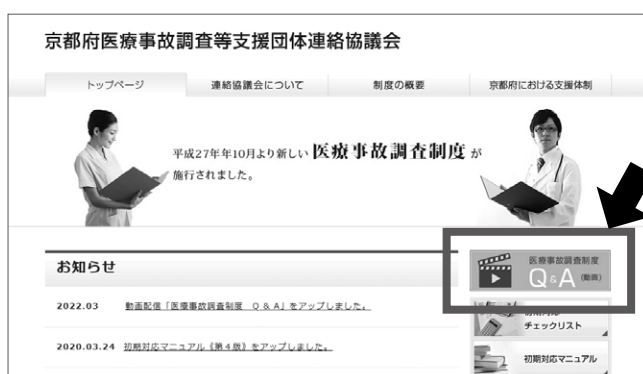 京都府医療事故調査等支援団体連絡協議会
トップページ
連絡協議会について
制度の概要
京都府における支援体制
平成27年年10月より新しい 医療事故調査制度 が
施行されました。
医療事故調査制度
Q&A (動画)
お知らせ
2022.03 動画配信「医療事故調査制度 Q&A」をアップしました。
初期対応
チェックリスト
2020.03.24 初期対応マニュアル《第4版》をアップしました。
初期対応マニュアル